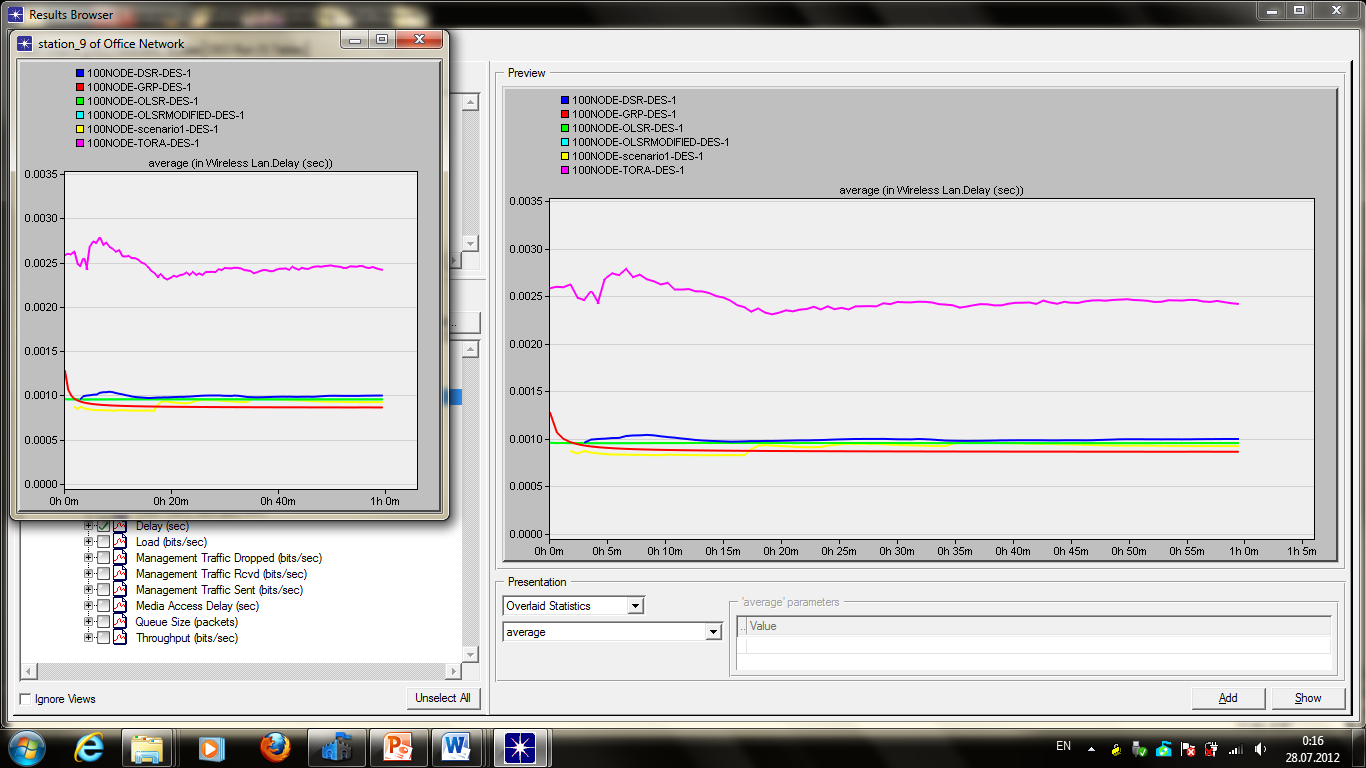 Results Browser
station_9 of Office Network
100NODE-DSR-DES-1
100NODE-GRP-DES-1
100NODE-OLSR-DES-1
100NODE-OLSRMODIFIED-DES-1
100NODE-scenario1-DES-1
100NODE-TORA-DES-1
average (in Wireless Lan.Delay (sec))
0.0035
0.0030
0.0025
0.0020
0.0015
0.0010
0.0005
0.0000
0h 0m 0h 20m 0h 40m 1h 0m
Delay (sec)
Load (bits/sec)
Management Traffic Dropped (bits/sec)
Management Traffic Rcvd (bits/sec)
Management Traffic Sent (bits/sec)
Media Access Delay (sec)
Queue Size (packets)
Throughput (bits/sec)
Ignore Views
Unselect All
Preview
100NODE-DSR-DES-1
100NODE-GRP-DES-1
100NODE-OLSR-DES-1
100NODE-OLSRMODIFIED-DES-1
100NODE-scenario1-DES-1
100NODE-TORA-DES-1
average (in Wireless Lan.Delay (sec))
0.0035
0.0030
0.0025
0.0020
0.0015
0.0010
0.0005
0.0000
0h 0m 0h 5m 0h 10m 0h 15m 0h 20m 0h 25m 0h 30m 0h 35m 0h 40m 0h 45m 0h 50m 0h 55m 1h 0m 1h 5m
Presentation
Overlaid Statistics
average
'average' parameters
... Value
Add
Show
EN
0:16
28.07.2012